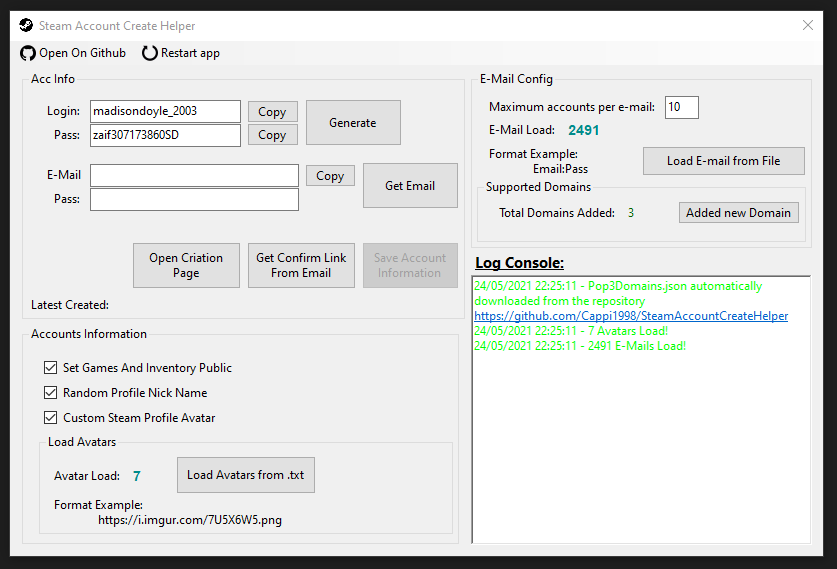 Steam Account Create Helper
Open On Github Restart app
Acc Info
Login: madisondoyle_2003 Copy
Generate
Pass: zaif307173860SD Copy
E-Mail Copy
Get Email
Pass:
Open Criation
Page
Get Confirm Link
From Email
Save Account
Information
Latest Created:
Accounts Information
Set Games And Inventory Public
Random Profile Nick Name
Custom Steam Profile Avatar
Load Avatars
Avatar Load: 7 Load Avatars from .txt
Format Example:
https://i.imgur.com/7U5X6W5.png
E-Mail Config
Maximum accounts per e-mail: 10
E-Mail Load: 2491
Format Example:
Email:Pass
Load E-mail from File
Supported Domains
Total Domains Added: 3 Added new Domain
Log Console:
24/05/2021 22:25:11 - Pop3Domains.json automatically
downloaded from the repository
https://github.com/Cappi1998/SteamAccountCreateHelper
24/05/2021 22:25:11 - 7 Avatars Load!
24/05/2021 22:25:11 - 2491 E-Mails Load!